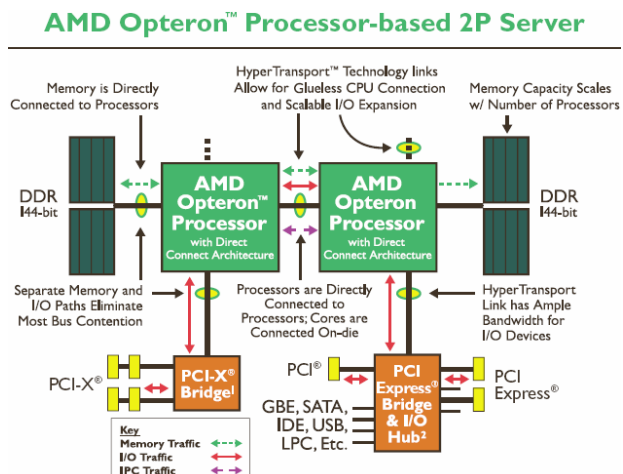 AMD Opteron™ Processor-based 2P Server
Memory is Directly
Connected to Processors
HyperTransport™ Technology links
Allow for Glueless CPU Connection
and Scalable I/O Expansion
Memory Capacity Scales
w/ Number of Processors
DDR
144-bit
AMD
Opteron™
Processor
with Direct
Connect Architecture
AMD
Opteron
Processor
with Direct
Connect Architecture
DDR
144-bit
Separate Memory and
I/O Paths Eliminate
Most Bus Contention
Processors are Directly
Connected to
Processors; Cores are
Connected On-die
HyperTransport
Link has Ample
Bandwidth for
I/O Devices
PCI-X®
PCI-X®
Bridge1
PCI®
PCI
Express®
Bridge
& I/O
Hub2
PCI
Express®
GBE, SATA,
IDE, USB,
LPC, Etc.
Key
Memory Traffic
I/O Traffic
IPC Traffic